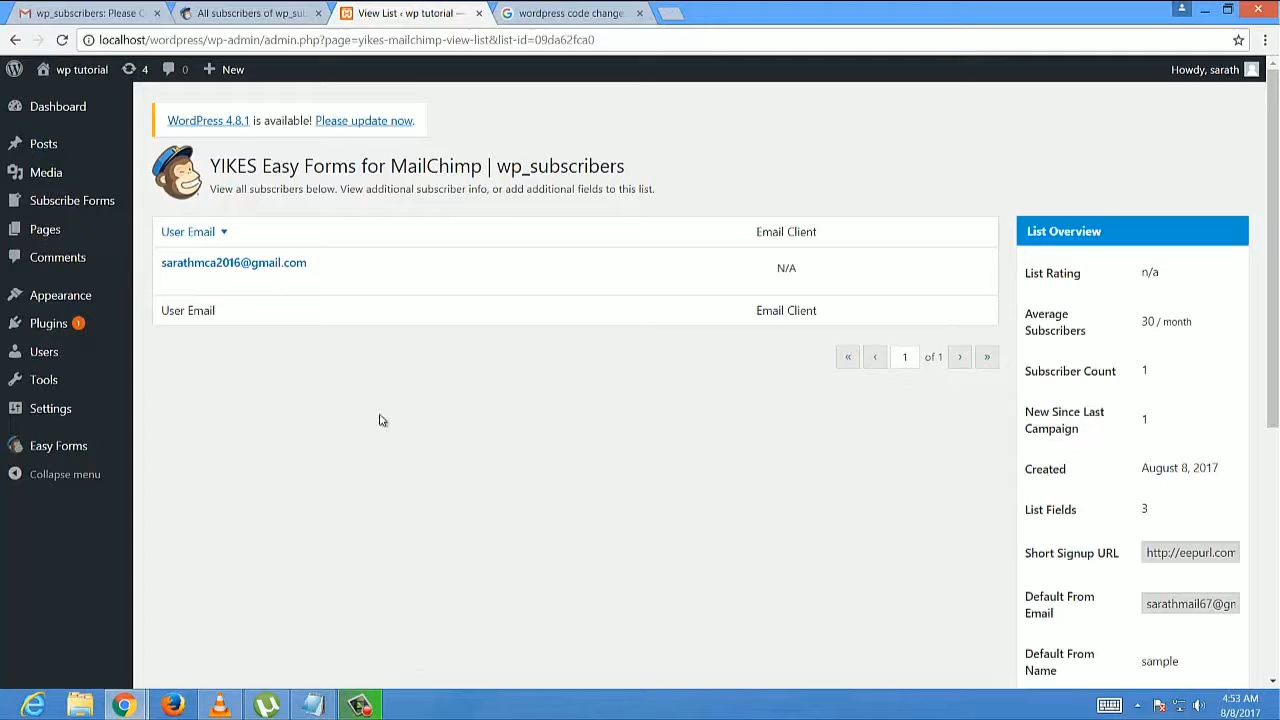 wp_subscribers: Please C
All subscribers of wp_sub
View List ‹ wp tutorial —
wordpress code change.
localhost/wordpress/wp-admin/admin.php?page=yikes-mailchimp-view-list&list-id=09da62fca0
wp tutorial
4
0
New
Howdy, sarath
Dashboard
Posts
Media
Subscribe Forms
Pages
Comments
Appearance
Plugins 1
Users
Tools
Settings
Easy Forms
Collapse menu
WordPress 4.8.1 is available! Please update now.
YIKES Easy Forms for MailChimp | wp_subscribers
View all subscribers below. View additional subscriber info, or add additional fields to this list.
User Email
Email Client
sarathmca2016@gmail.com
N/A
User Email
Email Client
« ‹ 1 of 1 › »
List Overview
List Rating
n/a
Average
Subscribers
30 / month
Subscriber Count
1
New Since Last
Campaign
1
Created
August 8, 2017
List Fields
3
Short Signup URL
http://eepurl.com
Default From
Email
sarathmail67@gr
Default From
Name
sample
4:53 AM
8/8/2017